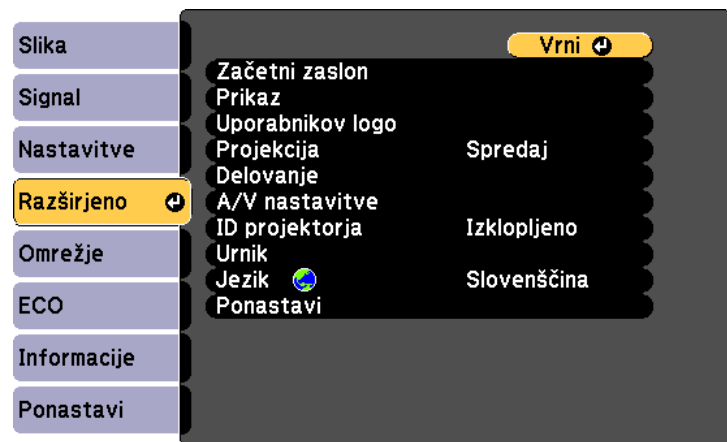 Slika
Signal
Nastavitve
Razširjeno
Omrežje
ECO
Informacije
Ponastavi
Vrni
Začetni zaslon
Prikaz
Uporabnikov logo
Projekcija Spredaj
Delovanje
A/V nastavitve
ID projektorja Izklopljeno
Urnik
Jezik Slovenščina
Ponastavi